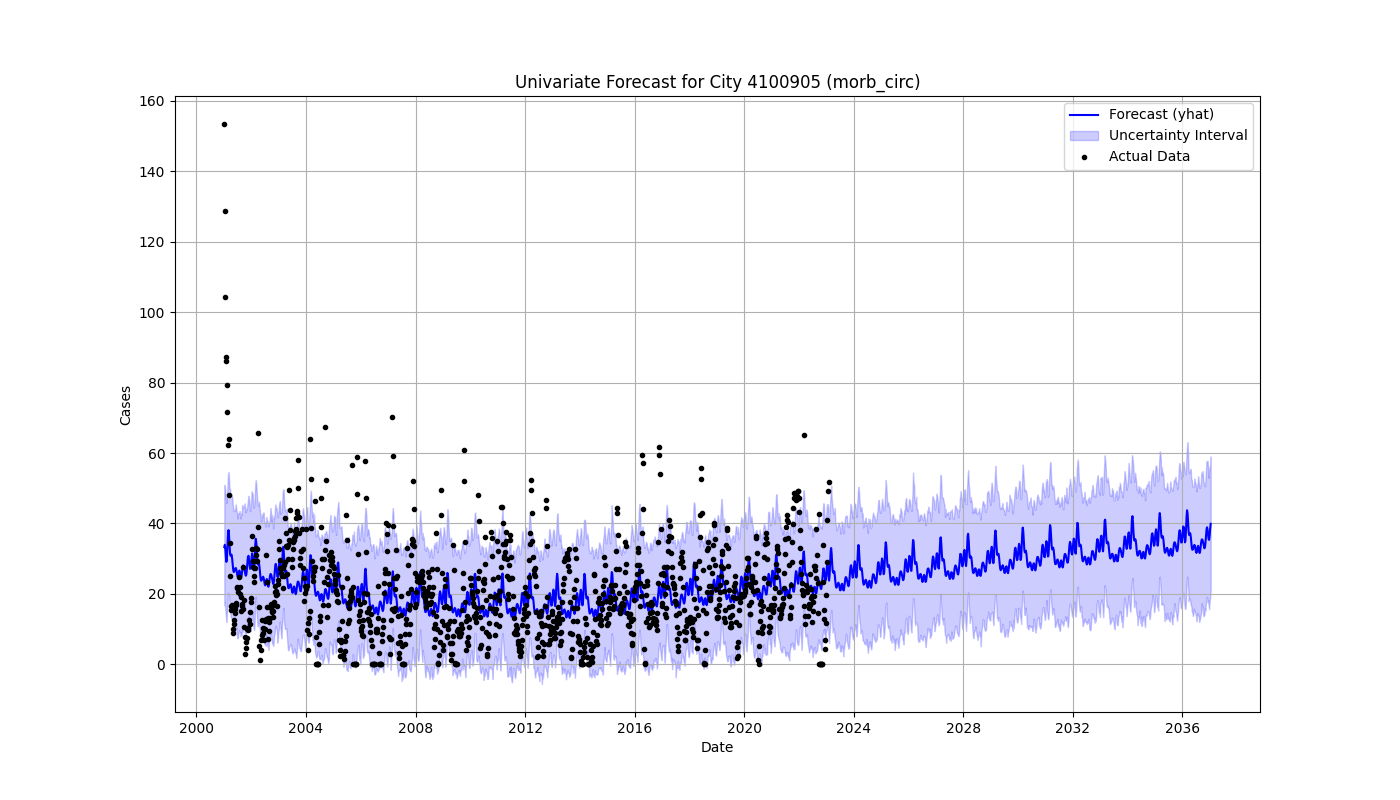 Univariate Forecast for City 4100905 (morb_circ)
Forecast (yhat)
Uncertainty Interval
Actual Data
160
140
120
100
80
60
40
20
0
Cases
2000 2004 2008 2012 2016 2020 2024 2028 2032 2036
Date